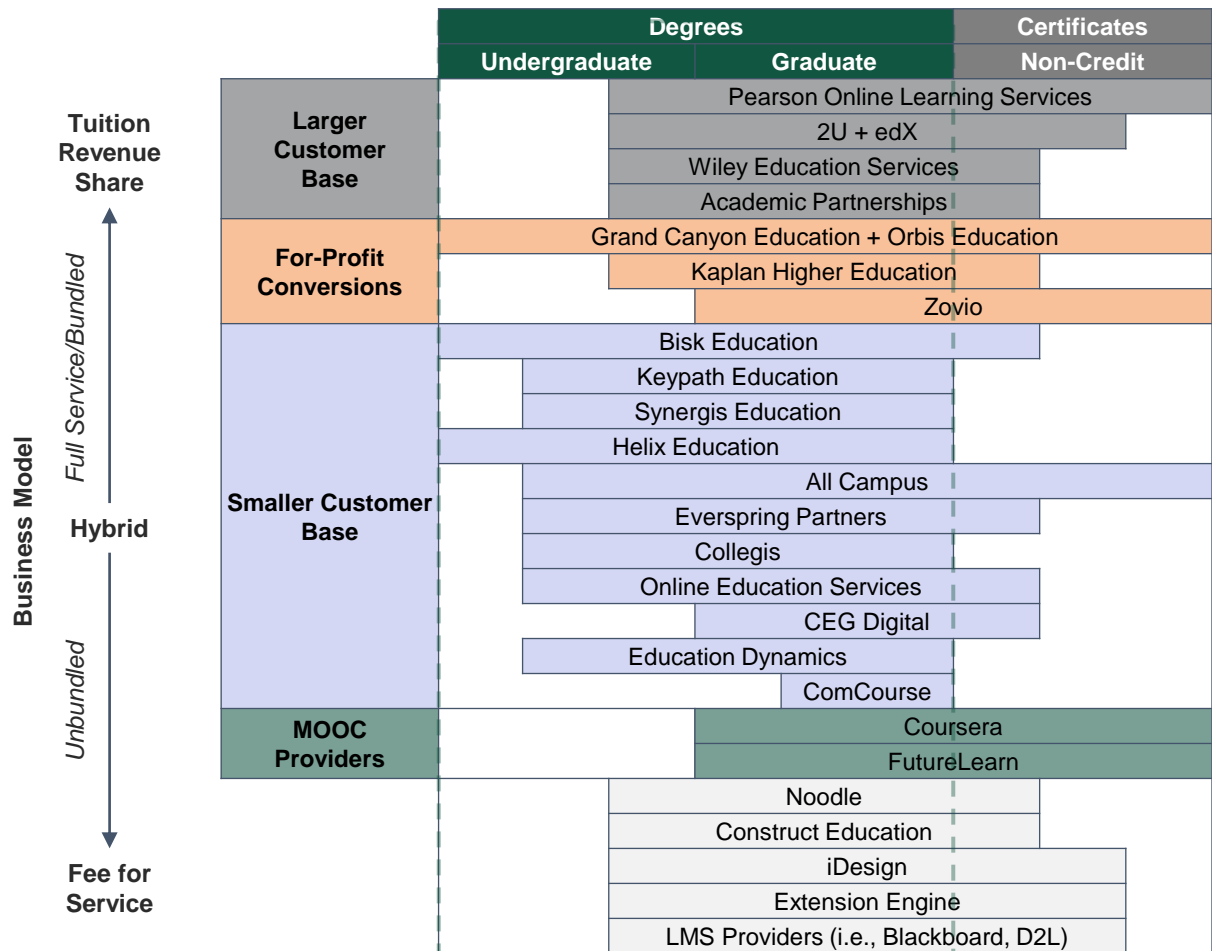 Degrees
Certificates
Undergraduate
Graduate
Non-Credit
Tuition
Revenue
Share
Full Service/Bundled
Business Model
Hybrid
Unbundled
Fee for
Service
Larger
Customer
Base
Pearson Online Learning Services
2U + edX
Wiley Education Services
Academic Partnerships
For-Profit
Conversions
Grand Canyon Education + Orbis Education
Kaplan Higher Education
Zovio
Smaller Customer
Base
Bisk Education
Keypath Education
Synergis Education
Helix Education
All Campus
Everspring Partners
Collegis
Online Education Services
CEG Digital
Education Dynamics
ComCourse
MOOC
Providers
Coursera
FutureLearn
Noodle
Construct Education
iDesign
Extension Engine
LMS Providers (i.e., Blackboard, D2L)